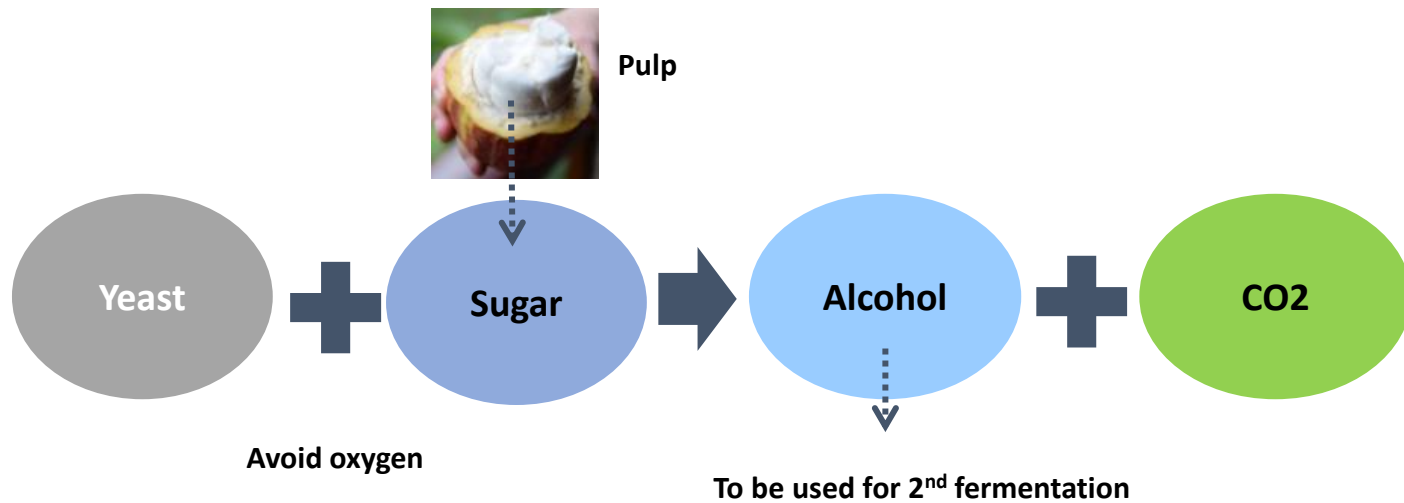 Pulp
Yeast
Sugar
Alcohol
CO2
Avoid oxygen
To be used for 2nd fermentation